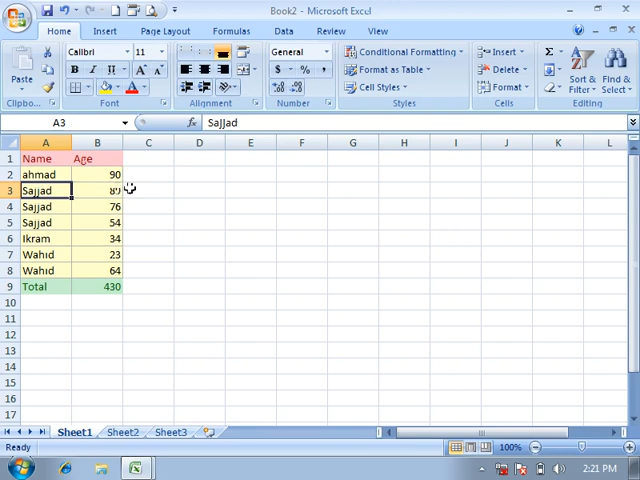 Book2 - Microsoft Excel
Home Insert Page Layout Formulas Data Review View
Paste
Clipbo...
Calibri 11
B I U A A
Font
Alignment
General
$ % ,
Number
Conditional Formatting
Format as Table
Cell Styles
Styles
Insert
Delete
Format
Cells
Σ
Sort & Filter
Find & Select
Editing
A3 fx Sajjad
A B C D E F G H I J K L
1 Name Age
2 ahmad 90
3 Sajjad 89
4 Sajjad 76
5 Sajjad 54
6 Ikram 34
7 Wahid 23
8 Wahid 64
9 Total 430
10
11
12
13
14
15
16
17
Sheet1 Sheet2 Sheet3
Ready 100%
2:21 PM